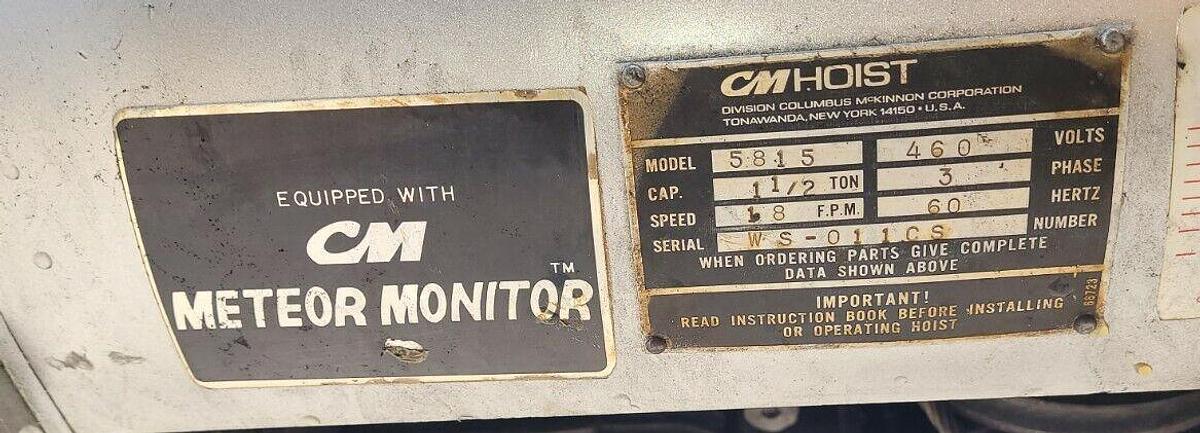 EQUIPPED WITH
CM
METEOR MONITOR™
CM HOIST
DIVISION COLUMBUS McKINNON CORPORATION
TONAWANDA, NEW YORK 14150 • U.S.A.
MODEL 5815 460 VOLTS
CAP. 1 1/2 TON 3 PHASE
SPEED 18 F.P.M. 60 HERTZ
SERIAL WS-011CS NUMBER
WHEN ORDERING PARTS GIVE COMPLETE
DATA SHOWN ABOVE
IMPORTANT!
READ INSTRUCTION BOOK BEFORE INSTALLING
OR OPERATING HOIST
68723